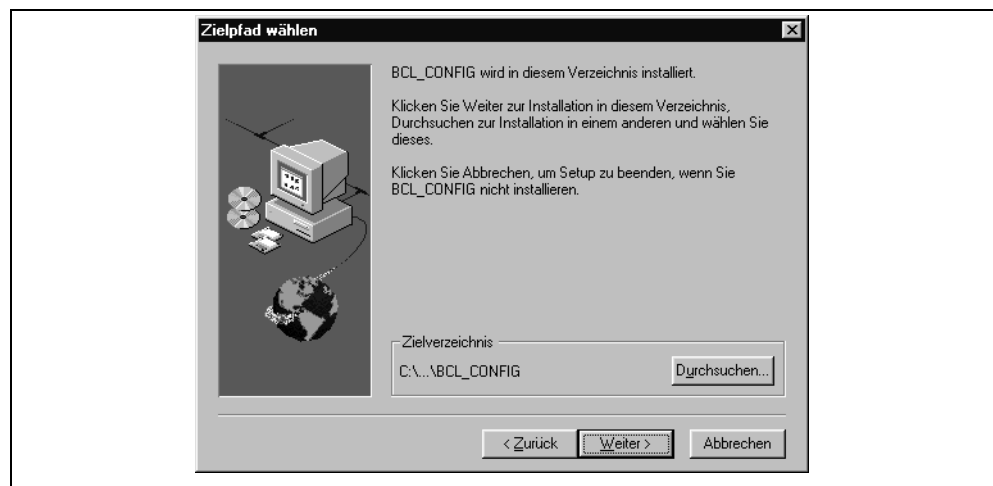 Zielpfad wählen
BCL_CONFIG wird in diesem Verzeichnis installiert.
Klicken Sie Weiter zur Installation in diesem Verzeichnis,
Durchsuchen zur Installation in einem anderen und wählen Sie
dieses.
Klicken Sie Abbrechen, um Setup zu beenden, wenn Sie
BCL_CONFIG nicht installieren.
Zielverzeichnis
C:\...\BCL_CONFIG
Durchsuchen...
< Zurück
Weiter >
Abbrechen